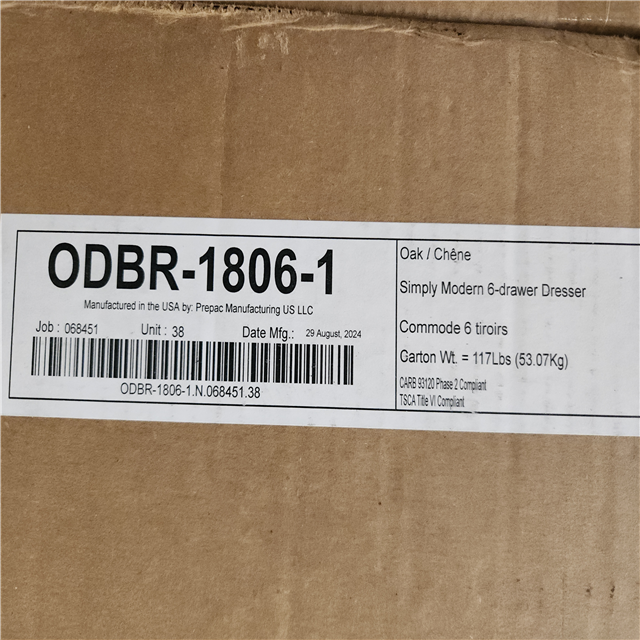 ODBR-1806-1
Manufactured in the USA by: Prepac Manufacturing US LLC
Job : 068451 Unit : 38 Date Mfg.: 29 August, 2024
ODBR-1806-1.N.068451.38
Oak / Chêne
Simply Modern 6-drawer Dresser
Commode 6 tiroirs
Carton Wt. = 117Lbs (53.07Kg)
CARB 93120 Phase 2 Compliant
TSCA Title VI Compliant